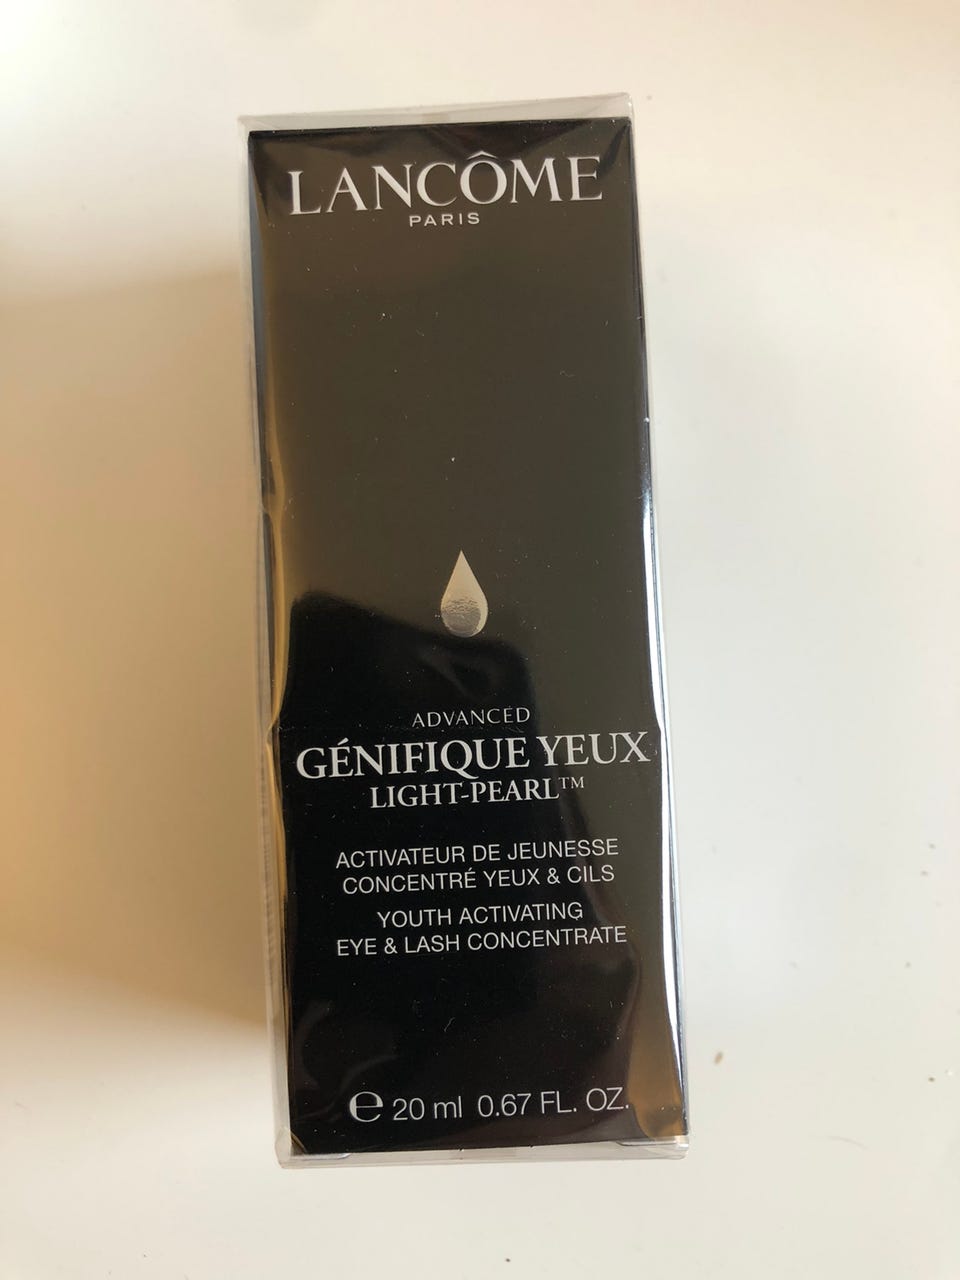 LANCÔME
PARIS
ADVANCED
GÉNIFIQUE YEUX
LIGHT-PEARL™
ACTIVATEUR DE JEUNESSE
CONCENTRÉ YEUX & CILS
YOUTH ACTIVATING
EYE & LASH CONCENTRATE
℮ 20 ml 0.67 FL. OZ.